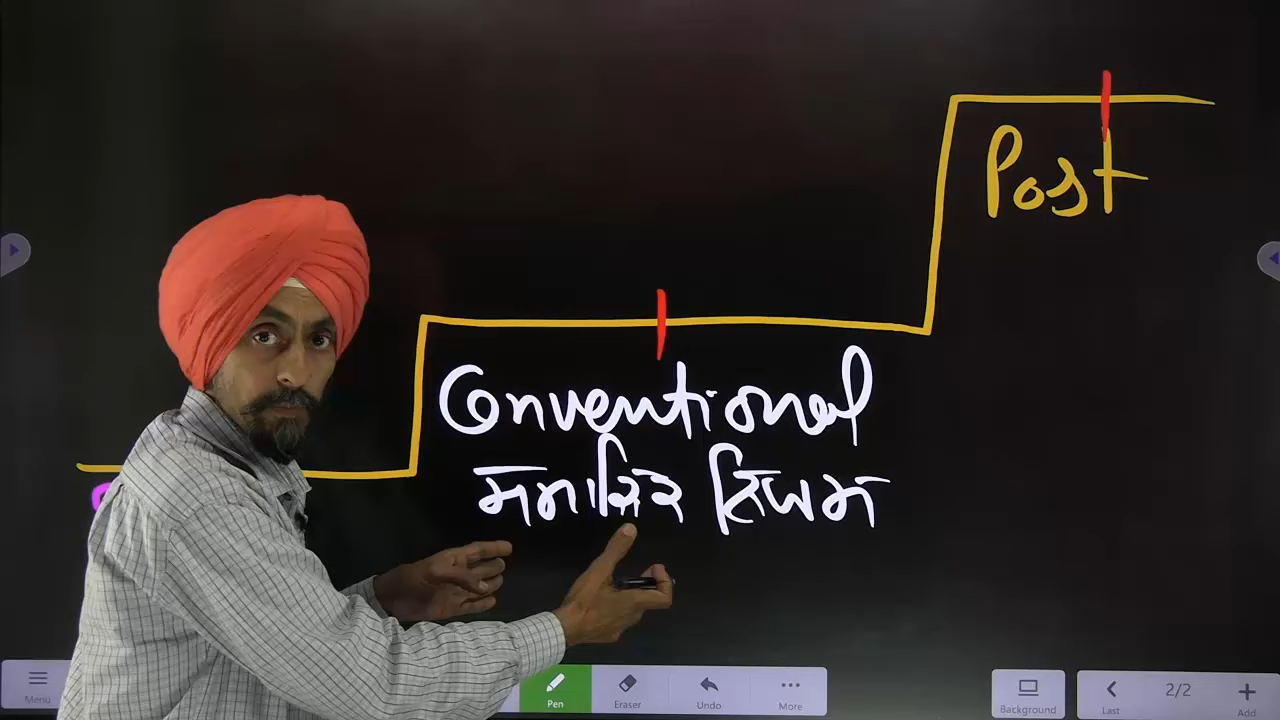 Post
Conventional
ਸਮਾਜਿਕ ਨਿਯਮ
Menu
Pen
Eraser
Undo
More
Background
Last
2/2
Add